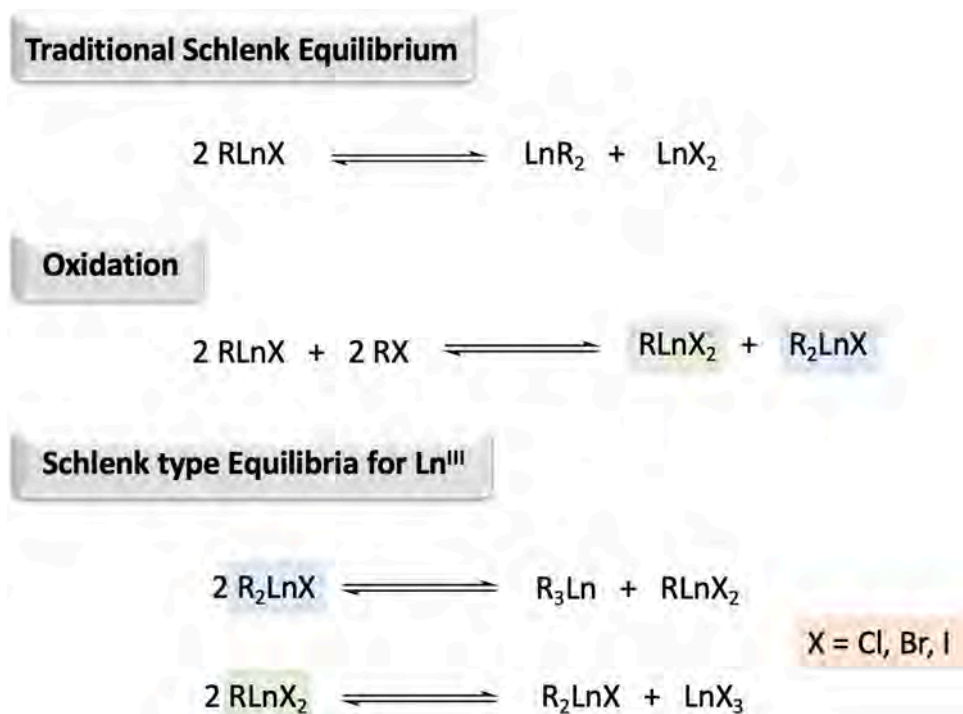 Traditional Schlenk Equilibrium
2 RLnX ⇌ LnR₂ + LnX₂
Oxidation
2 RLnX + 2 RX ⇌ RLnX₂ + R₂LnX
Schlenk type Equilibria for Lnᴵᴵᴵ
2 R₂LnX ⇌ R₃Ln + RLnX₂
X = Cl, Br, I
2 RLnX₂ ⇌ R₂LnX + LnX₃